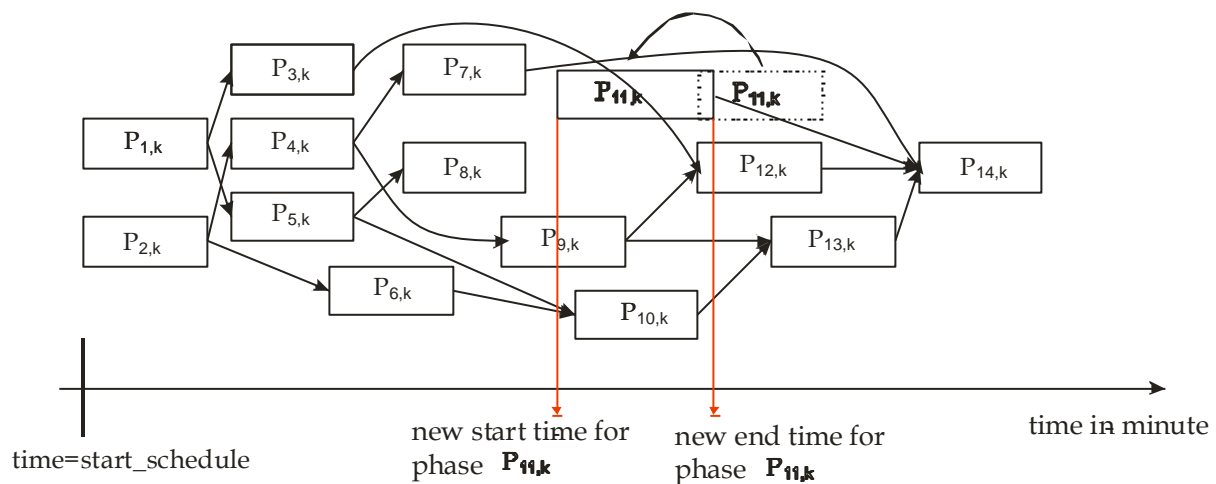 P3,k
P7,k
P11,k
P11,k
P1,k
P4,k
P8,k
P12,k
P14,k
P5,k
P2,k
P9,k
P13,k
P6,k
P10,k
time=start_schedule
new start time for
phase P11,k
new end time for
phase P11,k
time in minute